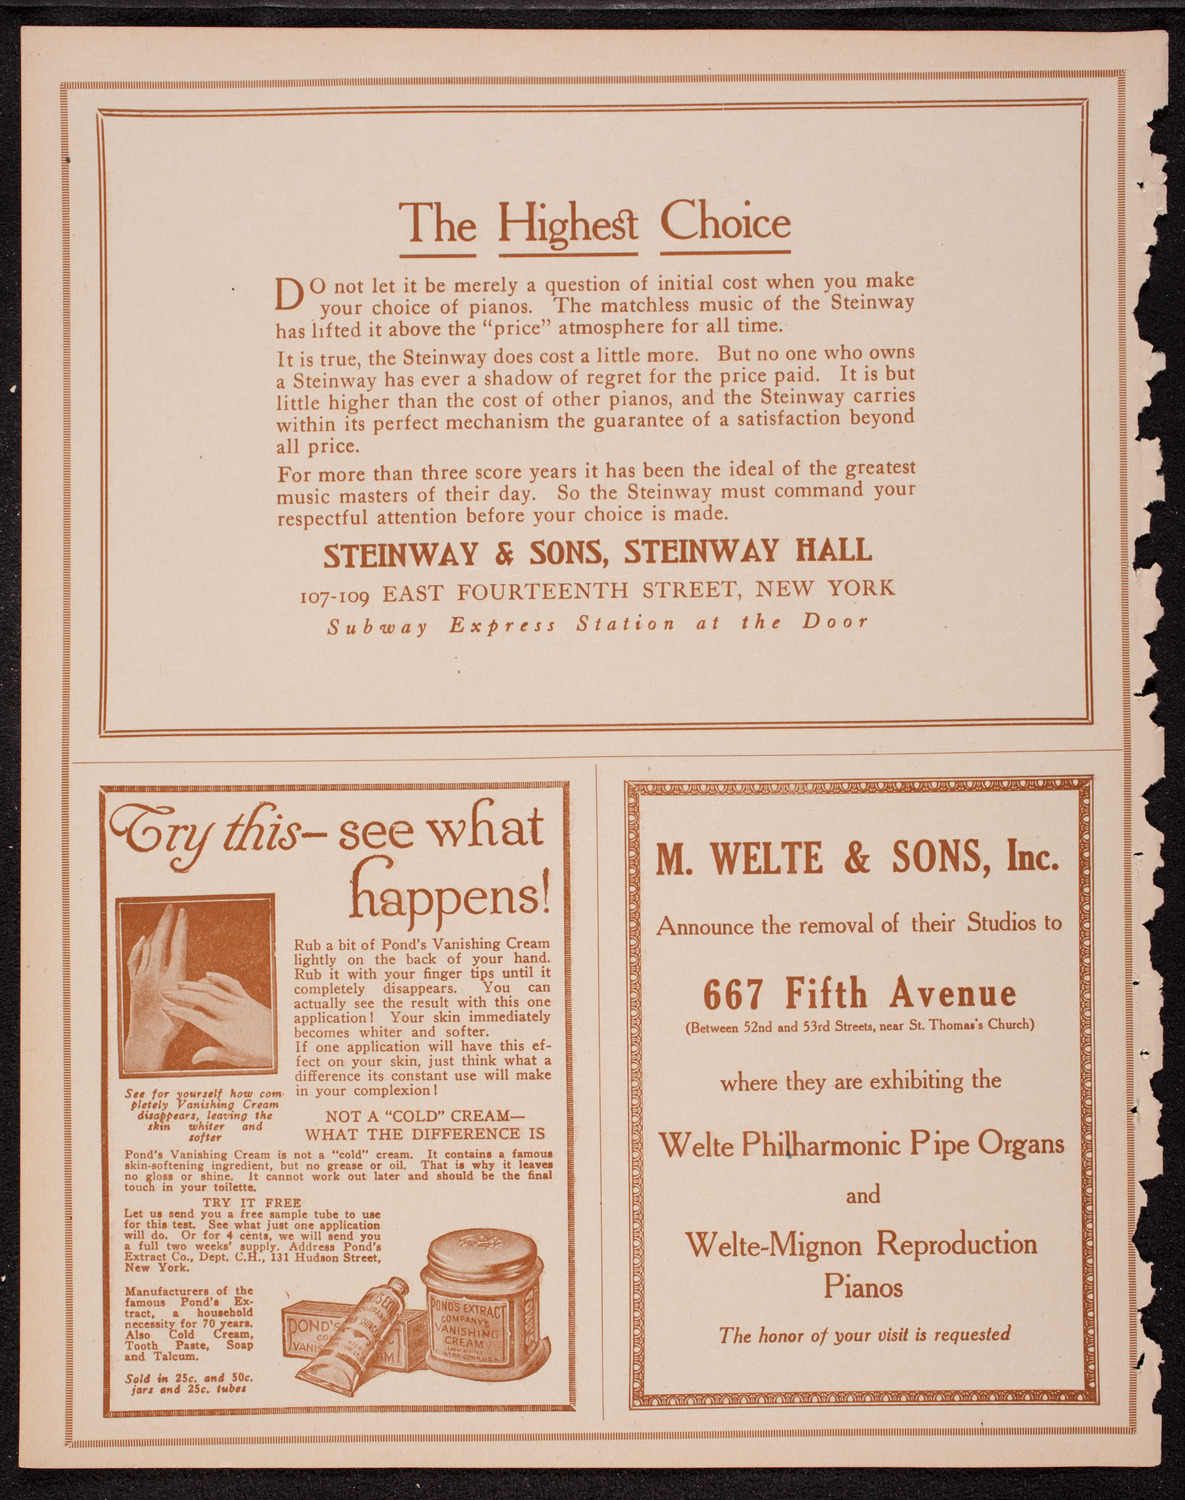 The Highest Choice
DO not let it be merely a question of initial cost when you make
your choice of pianos. The matchless music of the Steinway
has lifted it above the "price" atmosphere for all time.
It is true, the Steinway does cost a little more. But no one who owns
a Steinway has ever a shadow of regret for the price paid. It is but
little higher than the cost of other pianos, and the Steinway carries
within its perfect mechanism the guarantee of a satisfaction beyond
all price.
For more than three score years it has been the ideal of the greatest
music masters of their day. So the Steinway must command your
respectful attention before your choice is made.
STEINWAY & SONS, STEINWAY HALL
107-109 EAST FOURTEENTH STREET, NEW YORK
Subway Express Station at the Door
Try this—see what
happens!
Rub a bit of Pond's Vanishing Cream
lightly on the back of your hand.
Rub it with your finger tips until it
completely disappears. You can
actually see the result with this one
application! Your skin immediately
becomes whiter and softer.
If one application will have this ef-
fect on your skin, just think what a
difference its constant use will make
in your complexion!
See for yourself how com-
pletely Vanishing Cream
disappears, leaving the
skin whiter and
softer
NOT A "COLD" CREAM—
WHAT THE DIFFERENCE IS
Pond's Vanishing Cream is not a "cold" cream. It contains a famous
skin-softening ingredient, but no grease or oil. That is why it leaves
no gloss or shine. It cannot work out later and should be the final
touch in your toilette.
TRY IT FREE
Let us send you a free sample tube to use
for this test. See what just one application
will do. Or for 4 cents, we will send you
a full two weeks' supply. Address Pond's
Extract Co., Dept. C.H., 131 Hudson Street,
New York.
Manufacturers of the
famous Pond's Ex-
tract, a household
necessity for 70 years.
Also Cold Cream,
Tooth Paste, Soap
and Talcum.
Sold in 25c. and 50c.
jars and 25c. tubes
POND'S
VANIS
AM
POND'S EXTRACT
COMPANY'S
VANISHING
CREAM
M. WELTE & SONS, Inc.
Announce the removal of their Studios to
667 Fifth Avenue
(Between 52nd and 53rd Streets, near St. Thomas's Church)
where they are exhibiting the
Welte Philharmonic Pipe Organs
and
Welte-Mignon Reproduction
Pianos
The honor of your visit is requested